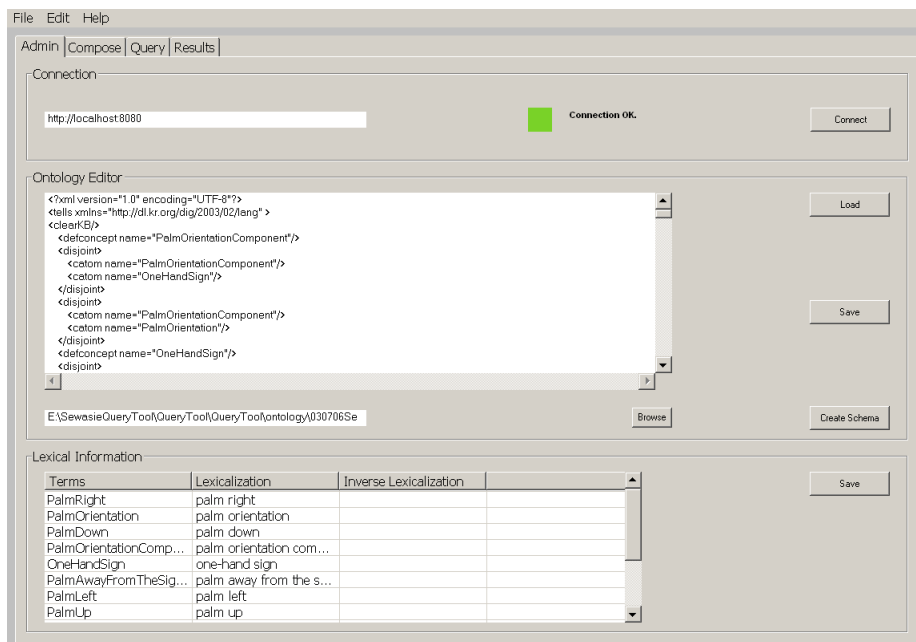 File Edit Help
Admin Compose Query Results
Connection
http://localhost:8080
Connection OK.
Connect
Ontology Editor
<?xml version="1.0" encoding="UTF-8"?>
<tells xmlns="http://dl.kr.org/dig/2003/02/lang" >
<clearKB/>
<defconcept name="PalmOrientationComponent"/>
<disjoint>
<catom name="PalmOrientationComponent"/>
<catom name="OneHandSign"/>
</disjoint>
<disjoint>
<catom name="PalmOrientationComponent"/>
<catom name="PalmOrientation"/>
</disjoint>
<defconcept name="OneHandSign"/>
<disjoint>
Load
Save
E:\SewasieQueryTool\QueryTool\QueryTool\ontology\030706Se
Browse
Create Schema
Lexical Information
Terms Lexicalization Inverse Lexicalization
PalmRight palm right
PalmOrientation palm orientation
PalmDown palm down
PalmOrientationComp... palm orientation com...
OneHandSign one-hand sign
PalmAwayFromTheSig... palm away from the s...
PalmLeft palm left
PalmUp palm up
Save